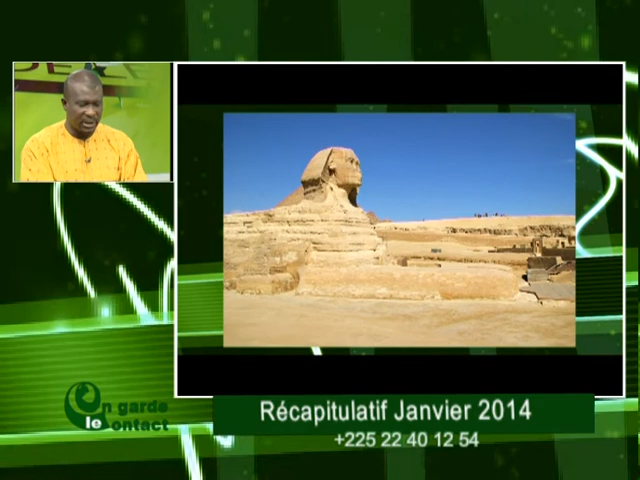 On garde
le Contact
Récapitulatif Janvier 2014
+225 22 40 12 54